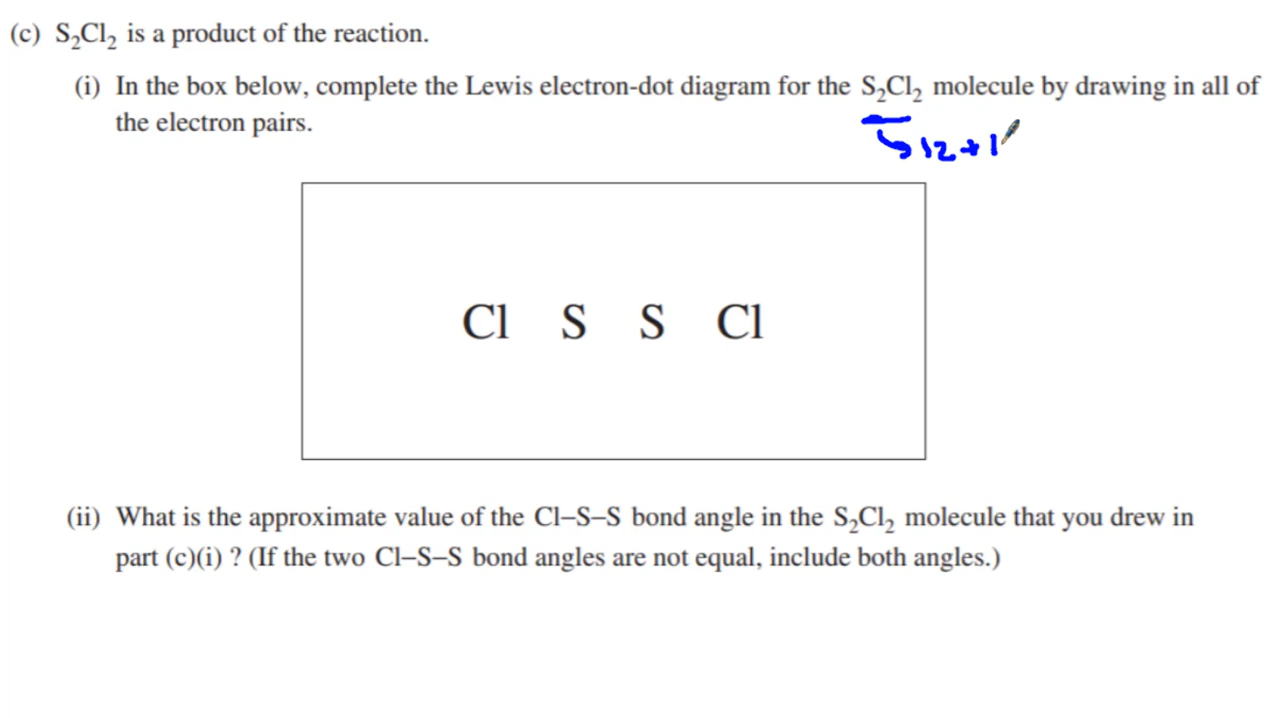 (c) S₂Cl₂ is a product of the reaction.
(i) In the box below, complete the Lewis electron-dot diagram for the S₂Cl₂ molecule by drawing in all of
the electron pairs.
12+1
Cl S S Cl
(ii) What is the approximate value of the Cl–S–S bond angle in the S₂Cl₂ molecule that you drew in
part (c)(i) ? (If the two Cl–S–S bond angles are not equal, include both angles.)